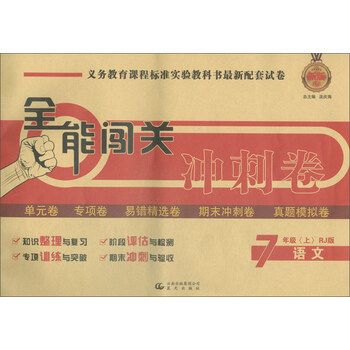 义务教育课程标准实验教科书最新配套试卷
全能闯关
冲刺卷
单元卷 专项卷 易错精选卷 期末冲刺卷 真题模拟卷
知识整理与复习 阶段评估与检测
专项训练与突破 期末冲刺与验收
7年级(上) RJ版
语文